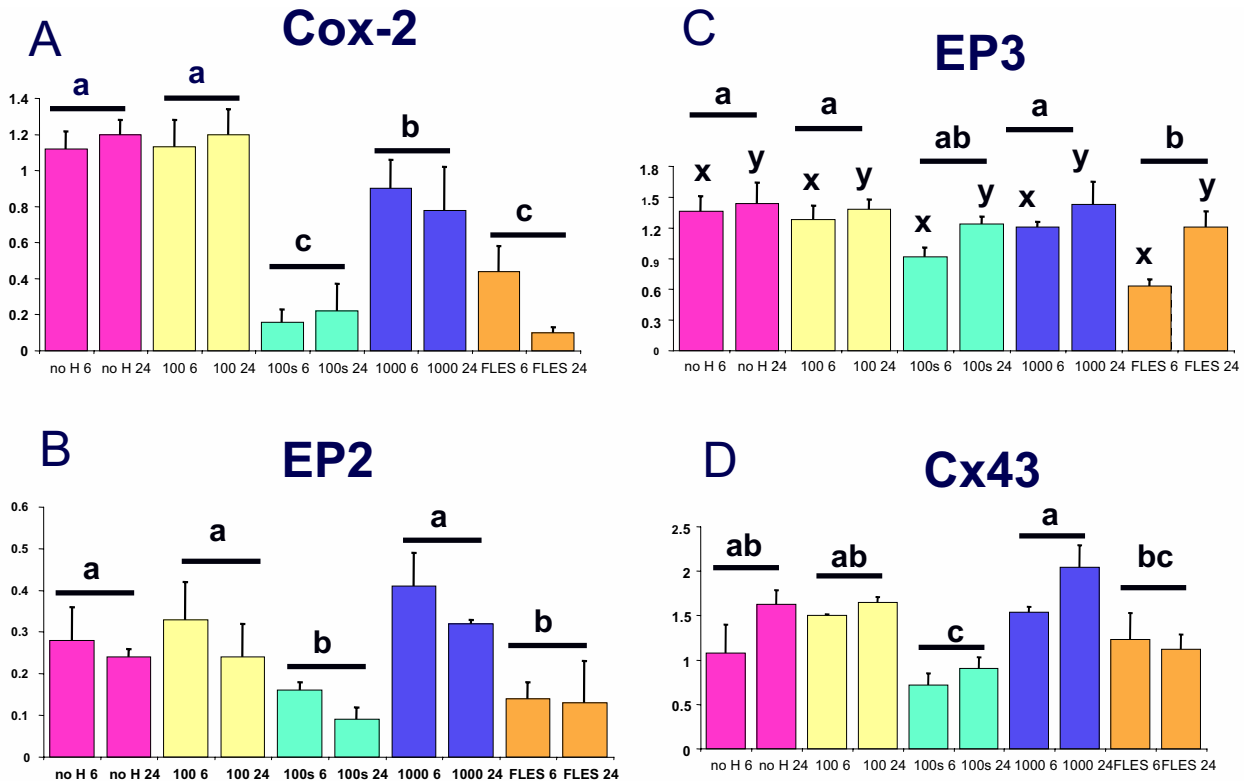 A
Cox-2
a
a
b
c
c
1.4
1.2
1
0.8
0.6
0.4
0.2
0
no H 6 no H 24 100 6 100 24 100s 6 100s 24 1000 6 1000 24 FLES 6 FLES 24
C
EP3
a
a
ab
a
b
x y x y x y x y x y
1.8
1.5
1.2
0.9
0.6
0.3
0
no H 6 no H 24 100 6 100 24 100s 6 100s 24 1000 6 1000 24 FLES 6 FLES 24
B
EP2
a
a
b
a
b
0.6
0.5
0.4
0.3
0.2
0.1
0
no H 6 no H 24 100 6 100 24 100s 6 100s 24 1000 6 1000 24 FLES 6 FLES 24
D
Cx43
ab
ab
c
a
bc
2.5
2
1.5
1
0.5
0
no H 6 no H 24 100 6 100 24 100s 6 100s 24 1000 6 1000 24 FLES 6 FLES 24